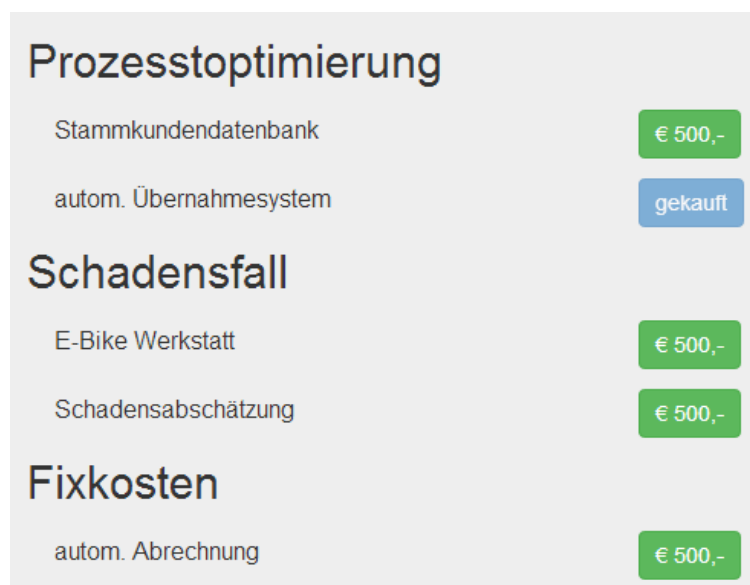 Prozesstoptimierung
Stammkundendatenbank € 500,-
autom. Übernahmesystem gekauft
Schadensfall
E-Bike Werkstatt € 500,-
Schadensabschätzung € 500,-
Fixkosten
autom. Abrechnung € 500,-